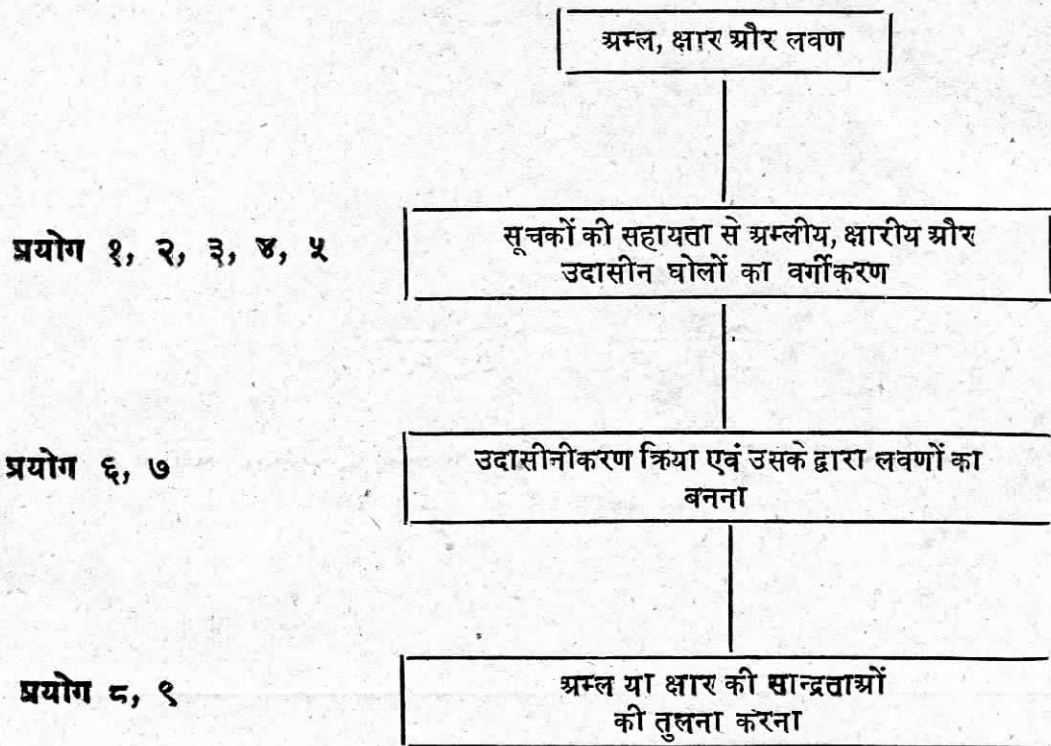 अम्ल, क्षार और लवण
प्रयोग १, २, ३, ४, ५
सूचकों की सहायता से अम्लीय, क्षारीय और
उदासीन घोलों का वर्गीकरण
प्रयोग ६, ७
उदासीनीकरण क्रिया एवं उसके द्वारा लवणों का
बनना
प्रयोग ८, ९
अम्ल या क्षार की सान्द्रताओं
की तुलना करना